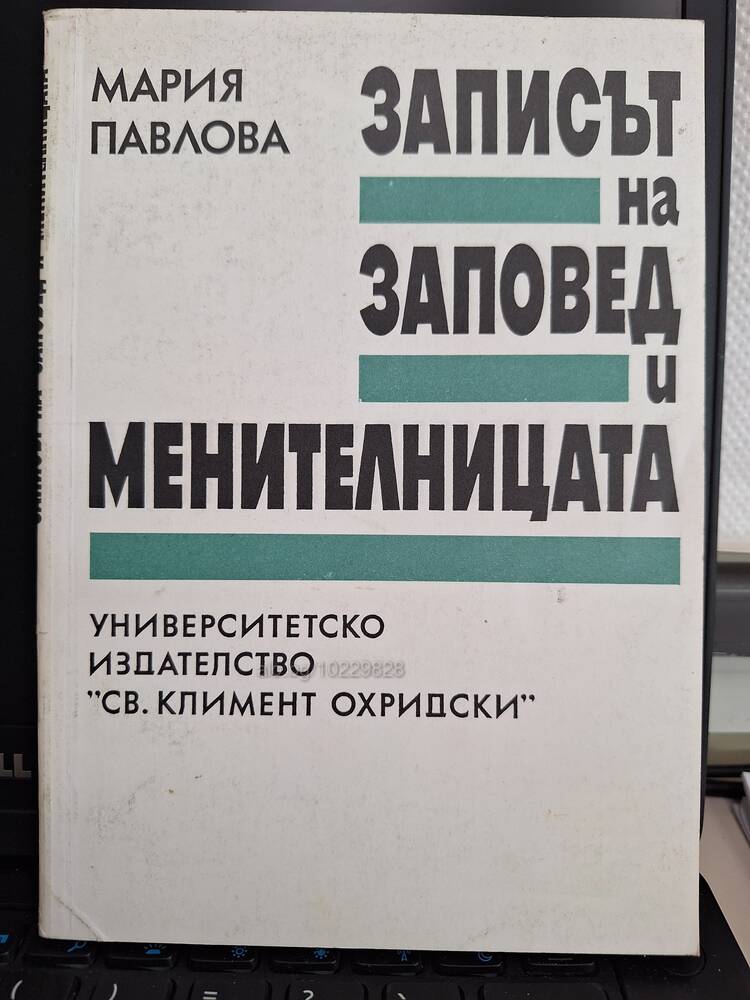 МАРИЯ
ПАВЛОВА
ЗАПИСЪТ
на
ЗАПОВЕД
и
МЕНИТЕЛНИЦАТА
УНИВЕРСИТЕТСКО
ИЗДАТЕЛСТВО
"СВ. КЛИМЕНТ ОХРИДСКИ"